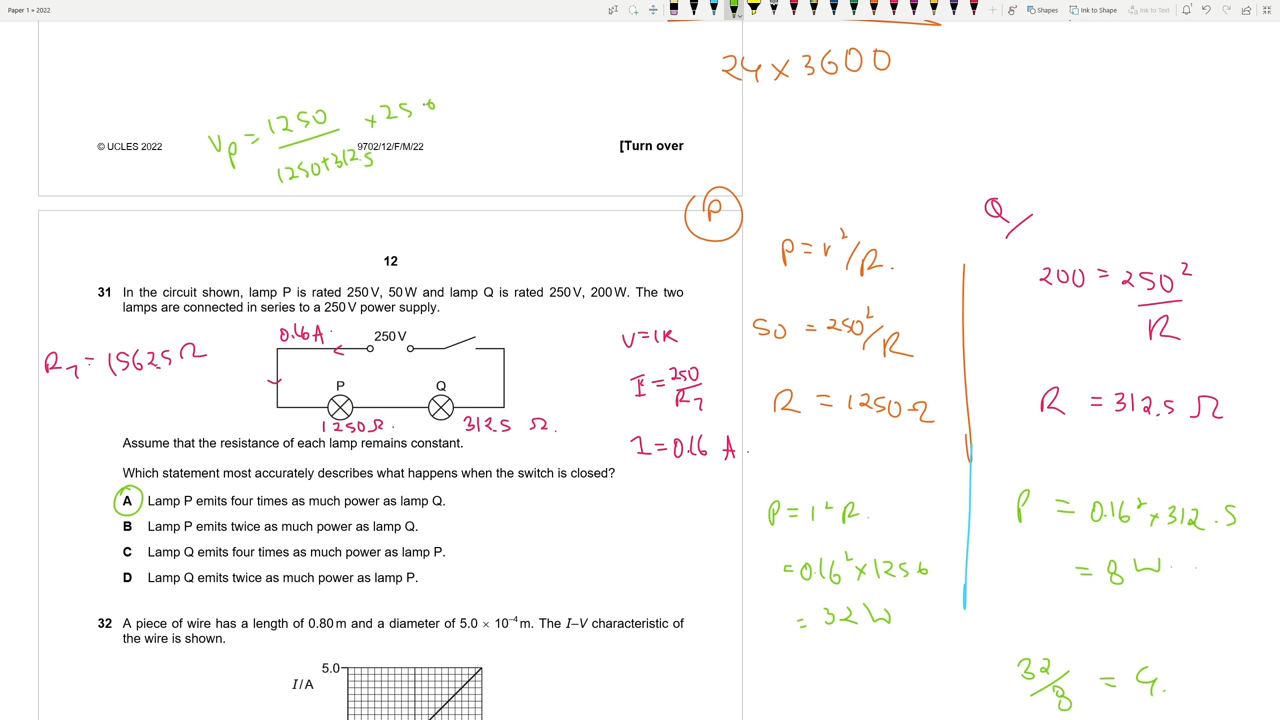 Paper 1 » 2022
Shapes
Ink to Shape
Ink to Text
24 × 3600
Vp = 1250 / 1250+312.5 × 250
© UCLES 2022
9702/12/F/M/22
[Turn over
P
Q
12
31 In the circuit shown, lamp P is rated 250 V, 50 W and lamp Q is rated 250 V, 200 W. The two
lamps are connected in series to a 250 V power supply.
0.16A
250 V
P
Q
1250Ω
312.5 Ω
RT = 1562.5Ω
V=IR
I = 250 / RT
I = 0.16 A
P = V²/R
50 = 250²/R
R = 1250Ω
200 = 250² / R
R = 312.5 Ω
Assume that the resistance of each lamp remains constant.
Which statement most accurately describes what happens when the switch is closed?
A Lamp P emits four times as much power as lamp Q.
B Lamp P emits twice as much power as lamp Q.
C Lamp Q emits four times as much power as lamp P.
D Lamp Q emits twice as much power as lamp P.
P = I²R
= 0.16² × 1250
= 32 W
P = 0.16² × 312.5
= 8 W
32/8 = 4
32 A piece of wire has a length of 0.80 m and a diameter of 5.0 × 10⁻⁴ m. The I–V characteristic of
the wire is shown.
5.0
I / A